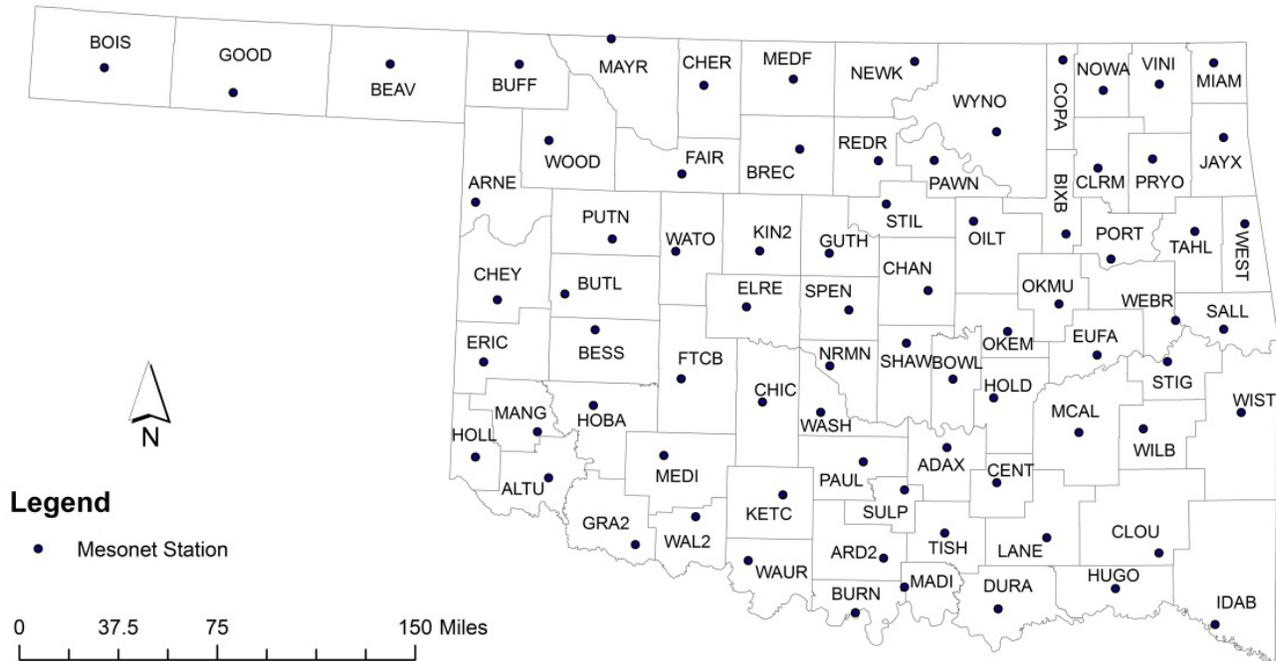 BOIS
GOOD
BEAV
BUFF
MAYR
CHER
MEDF
NEWK
WYNO
COPA
NOWA
VINI
MIAM
WOOD
FAIR
BREC
REDR
PAWN
BIXB
CLRM
PRYO
JAYX
ARNE
PUTN
WATO
KIN2
GUTH
STIL
OILT
PORT
TAHL
WEST
CHEY
BUTL
ELRE
SPEN
CHAN
OKMU
WEBR
SALL
ERIC
BESS
FTCB
NRMN
SHAW
BOWL
OKEM
EUFA
STIG
MANG
HOBA
CHIC
WASH
HOLD
MCAL
WIST
HOLL
WILB
ALTU
MEDI
PAUL
ADAX
CENT
GRA2
WAL2
KETC
SULP
TISH
LANE
CLOU
WAUR
ARD2
MADI
DURA
HUGO
BURN
IDAB
N
Legend
Mesonet Station
0 37.5 75 150 Miles